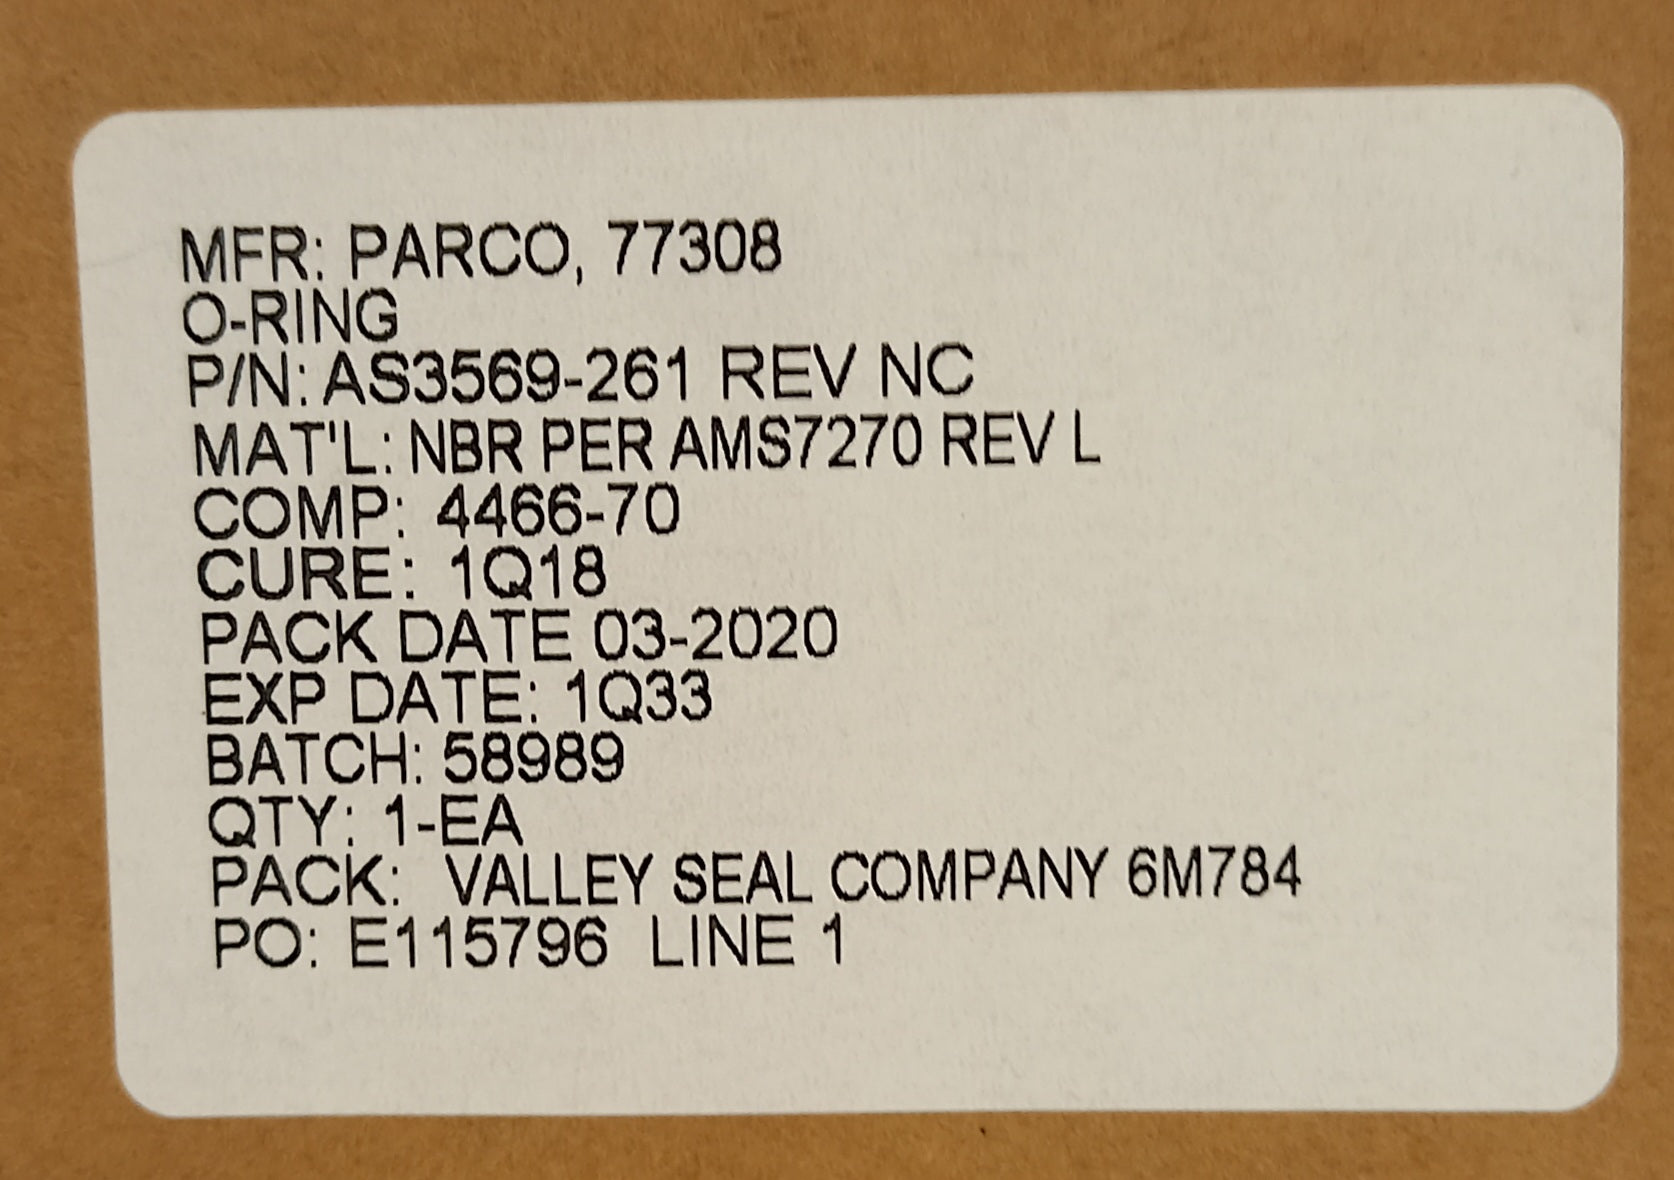 MFR: PARCO, 77308
O-RING
P/N: AS3569-261 REV NC
MAT'L: NBR PER AMS7270 REV L
COMP: 4466-70
CURE: 1Q18
PACK DATE 03-2020
EXP DATE: 1Q33
BATCH: 58989
QTY: 1-EA
PACK: VALLEY SEAL COMPANY 6M784
PO: E115796 LINE 1